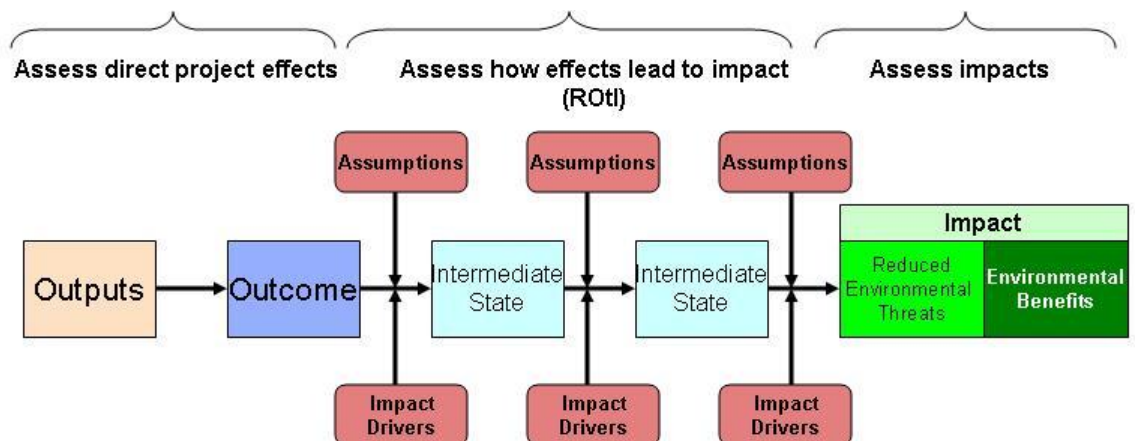 Assess direct project effects
Assess how effects lead to impact
(ROtI)
Assess impacts
Assumptions
Assumptions
Assumptions
Outputs
Outcome
Intermediate
State
Intermediate
State
Impact
Reduced
Environmental
Threats
Environmental
Benefits
Impact
Drivers
Impact
Drivers
Impact
Drivers